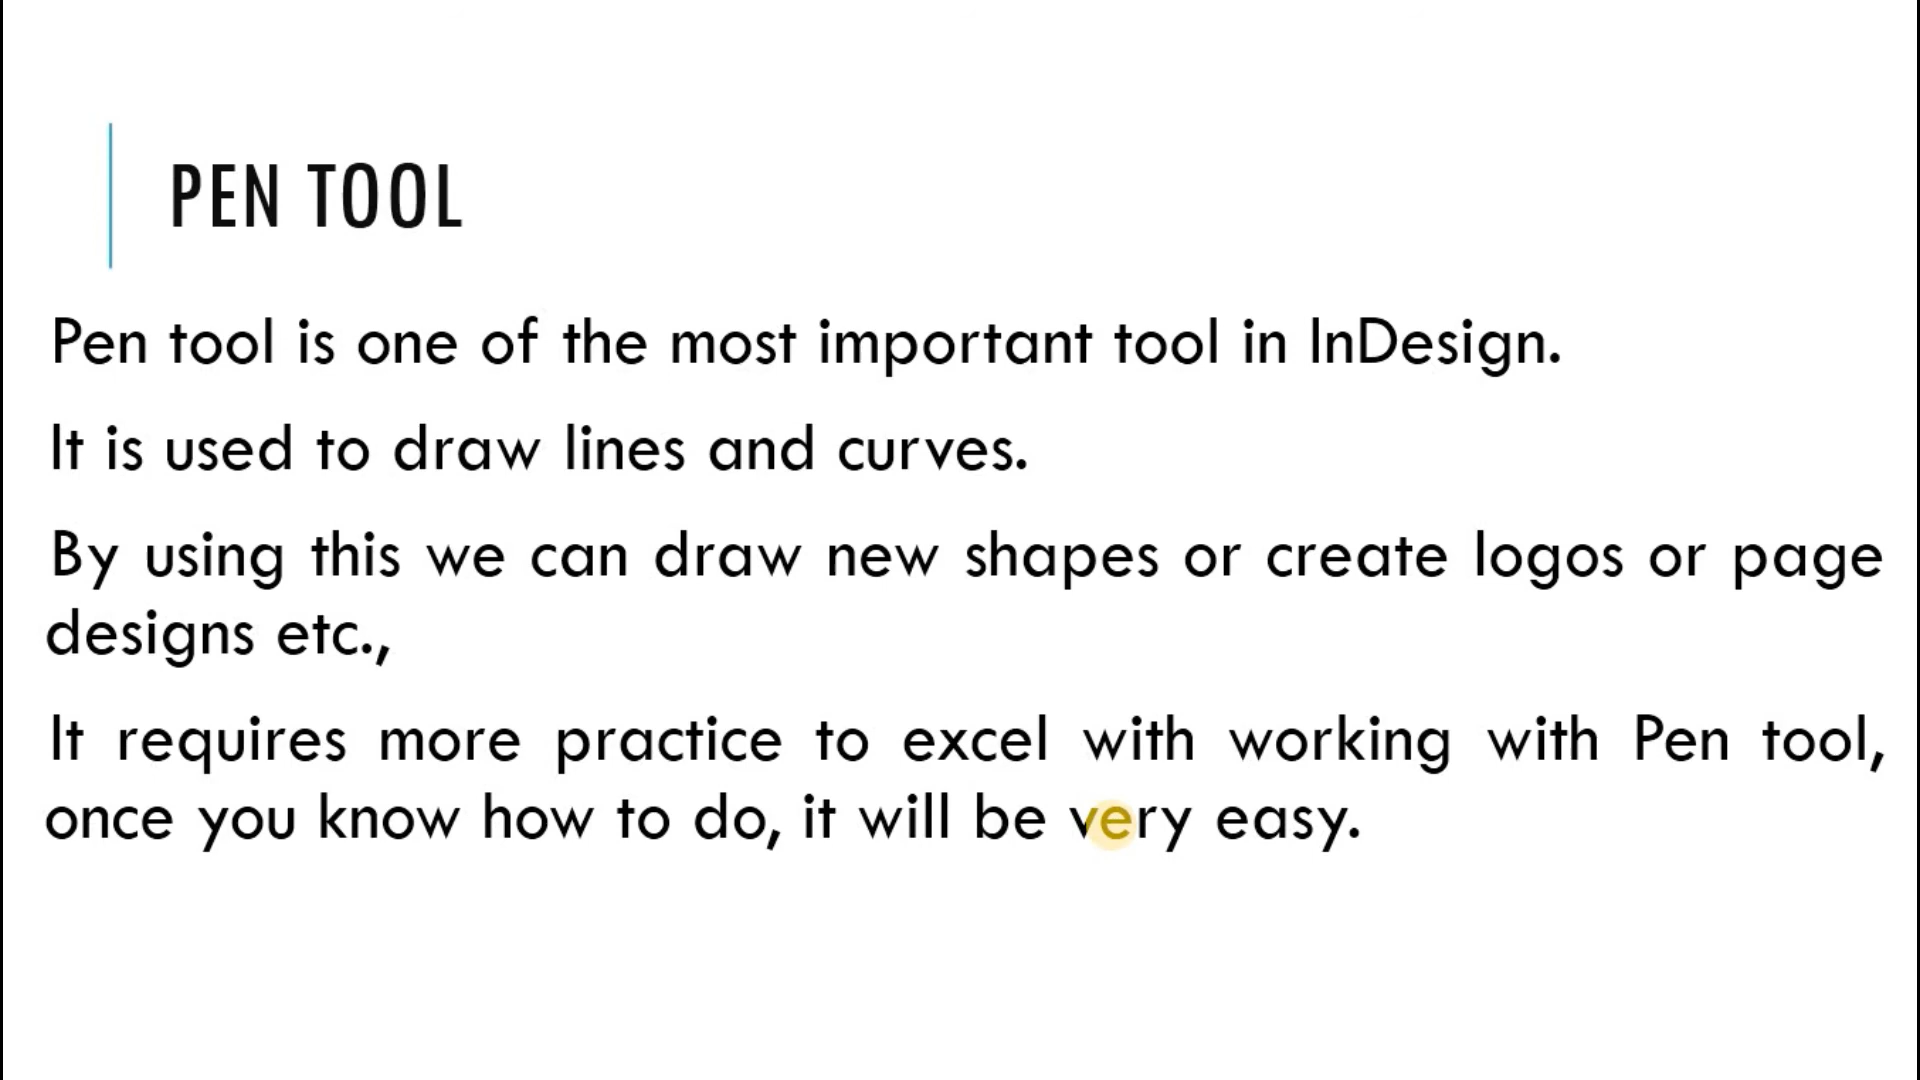 PEN TOOL
Pen tool is one of the most important tool in InDesign.
It is used to draw lines and curves.
By using this we can draw new shapes or create logos or page
designs etc.,
It requires more practice to excel with working with Pen tool,
once you know how to do, it will be very easy.